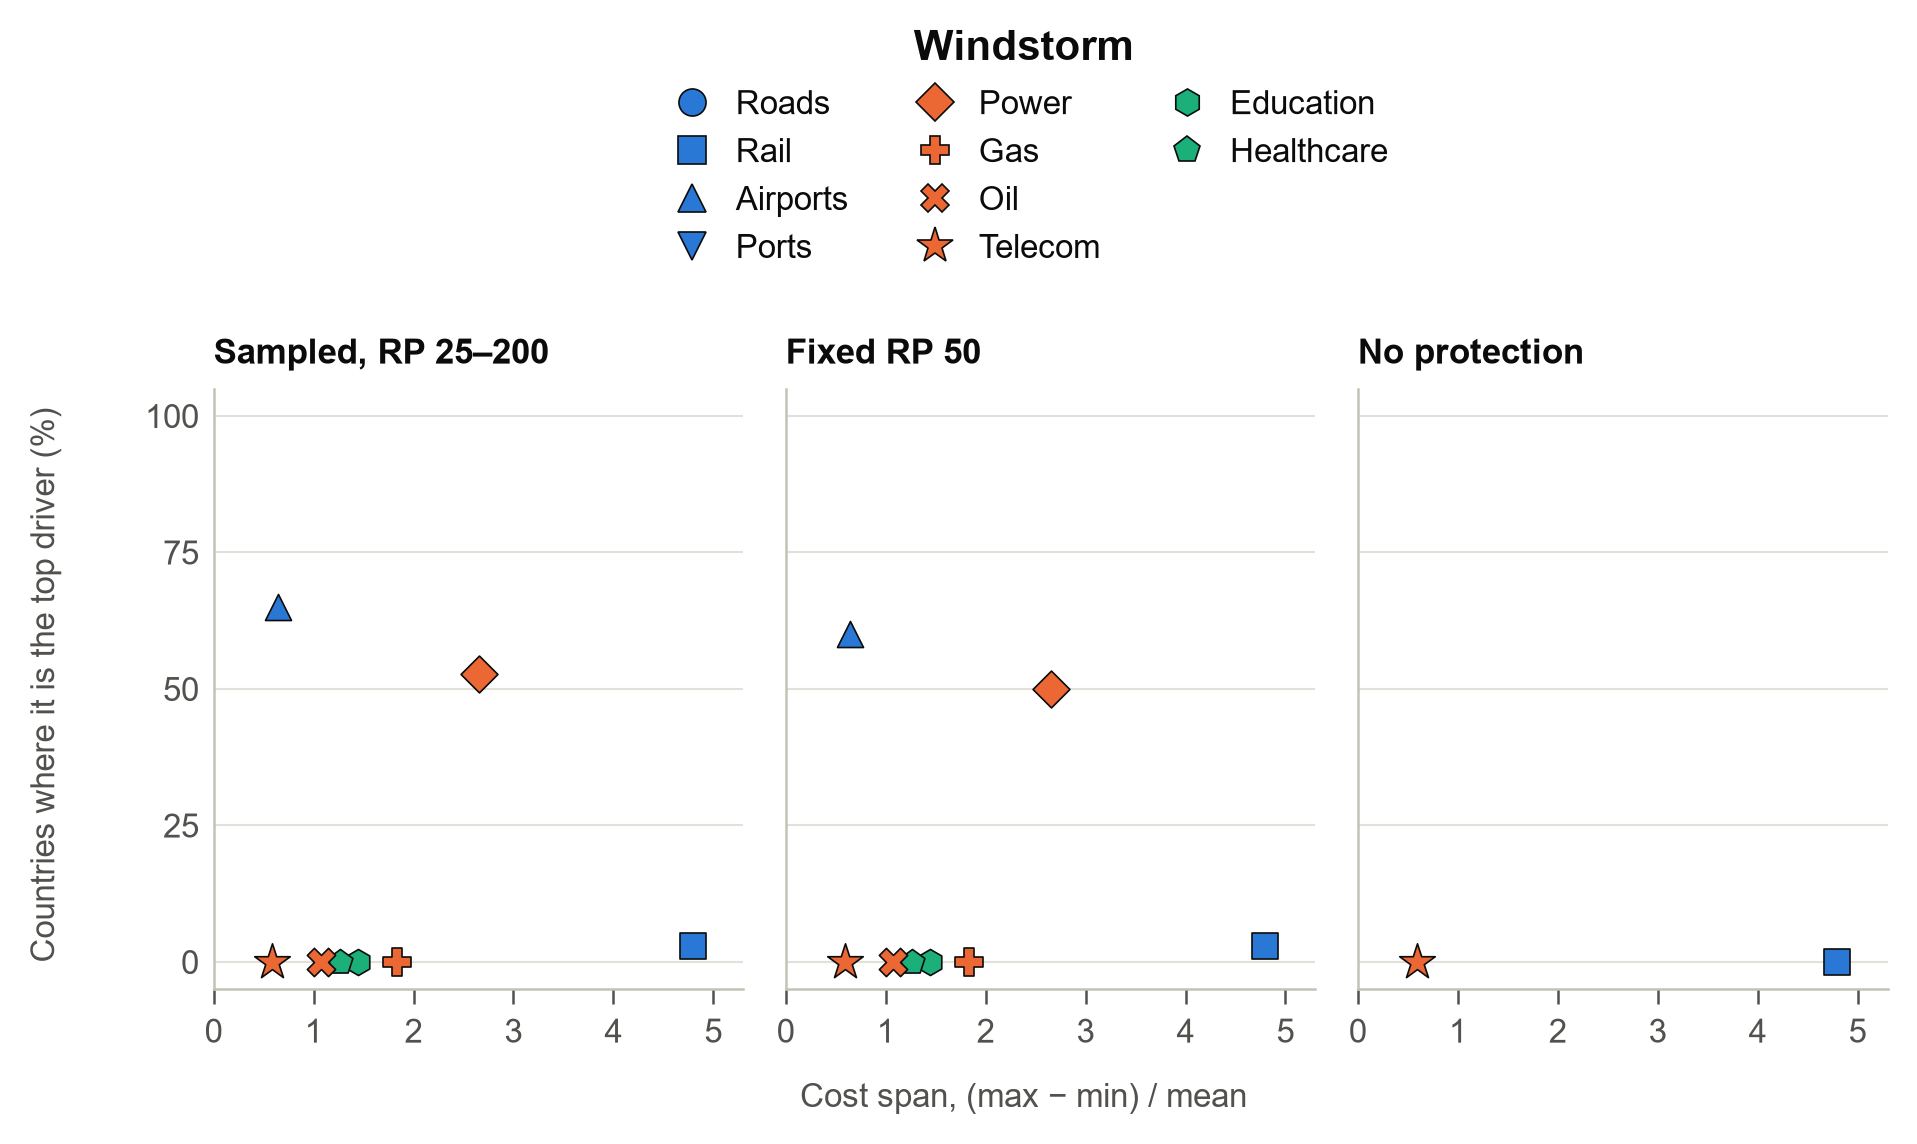 Windstorm
Roads
Rail
Airports
Ports
Power
Gas
Oil
Telecom
Education
Healthcare
Sampled, RP 25–200
Fixed RP 50
No protection
Countries where it is the top driver (%)
100
75
50
25
0
0 1 2 3 4 5
0 1 2 3 4 5
0 1 2 3 4 5
Cost span, (max − min) / mean